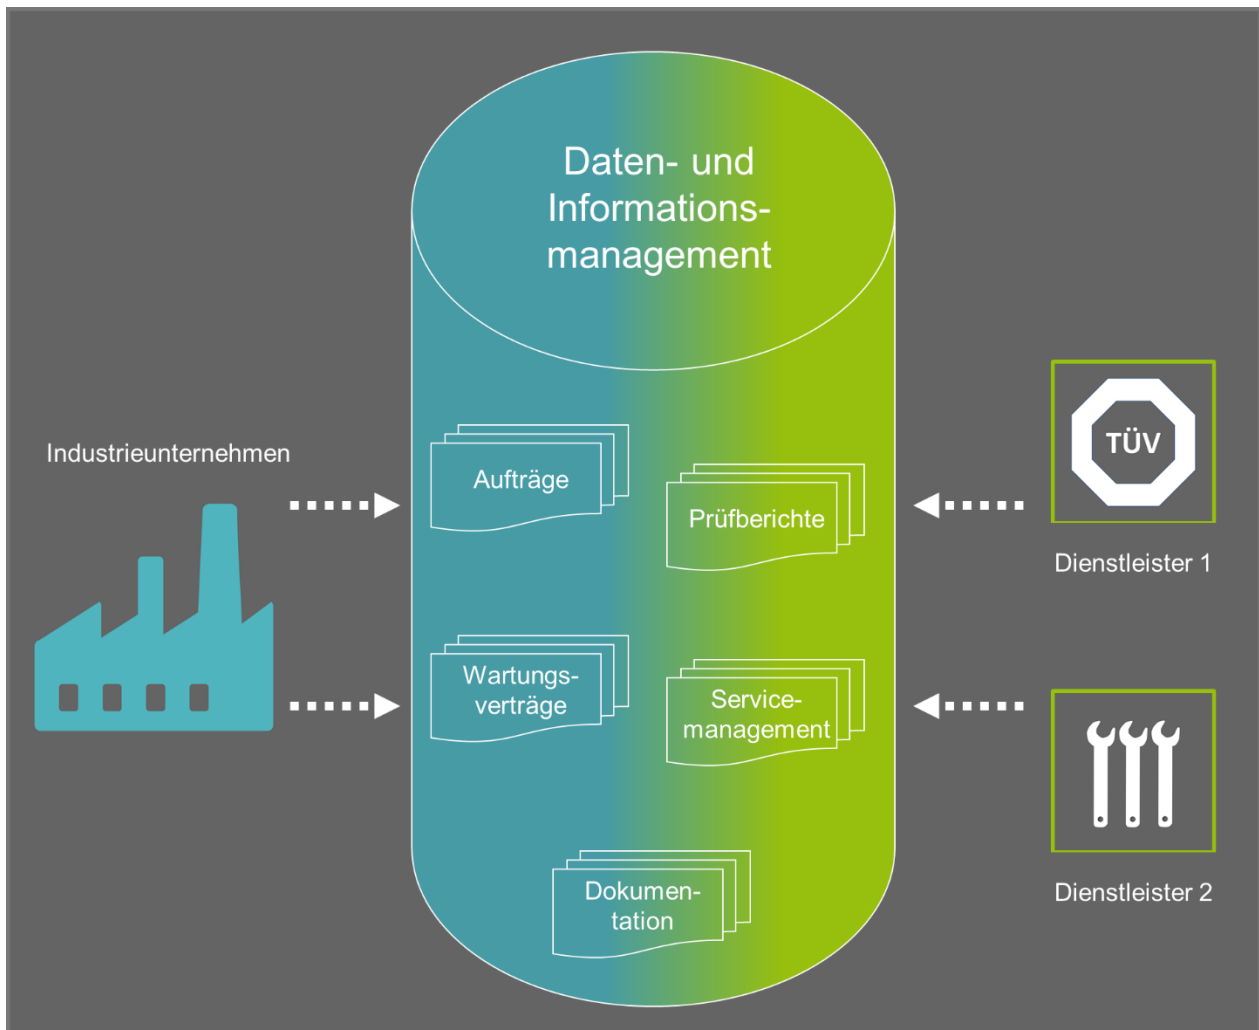 Daten- und
Informations-
management
Industrieunternehmen
Aufträge
Prüfberichte
TÜV
Dienstleister 1
Wartungs-
verträge
Service-
management
Dokumen-
tation
Dienstleister 2